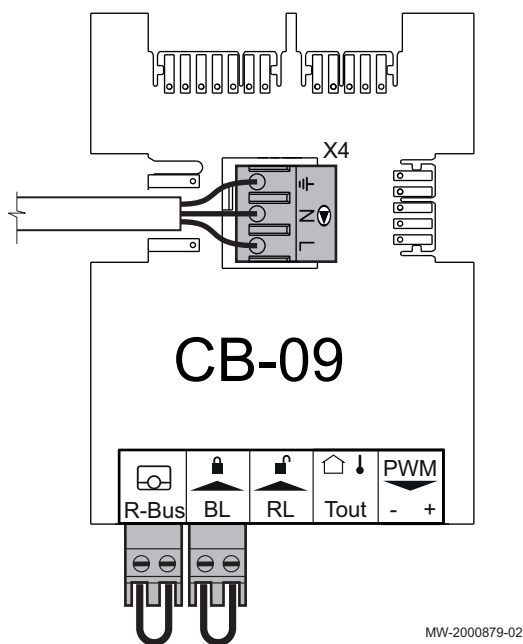 X4
N
L
CB-09
PWM
R-Bus BL RL Tout - +
MW-2000879-02